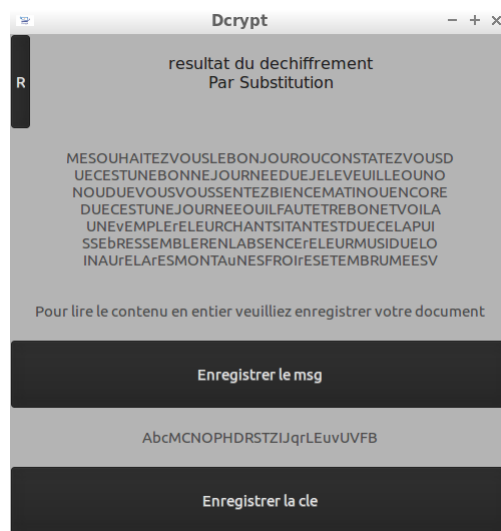 Dcrypt
R
resultat du dechiffrement
Par Substitution
MESOUHAITEZVOUSLEBONJOUROUCONSTATEZVOUSD
UECESTUNEBONNEJOURNEEDUEJELEVEUILLEOUNO
NOUDUEVOUSVOUSSENTEZBIENCEMATINOUENCORE
DUECESTUNEJOURNEEOUILFAUTETREBONETVOILA
UNEvEMPLErELEURCHANTSITANTESTDUECELAPUI
SSEbRESSEMBLERENLABSENCErELEURMUSIDUELO
INAUrELArESMONTAuNESFROIrESETEMBRUMEESV
Pour lire le contenu en entier veuilliez enregistrer votre document
Enregistrer le msg
AbcMCNOPHDRSTZIJqrLEuvUVFB
Enregistrer la cle